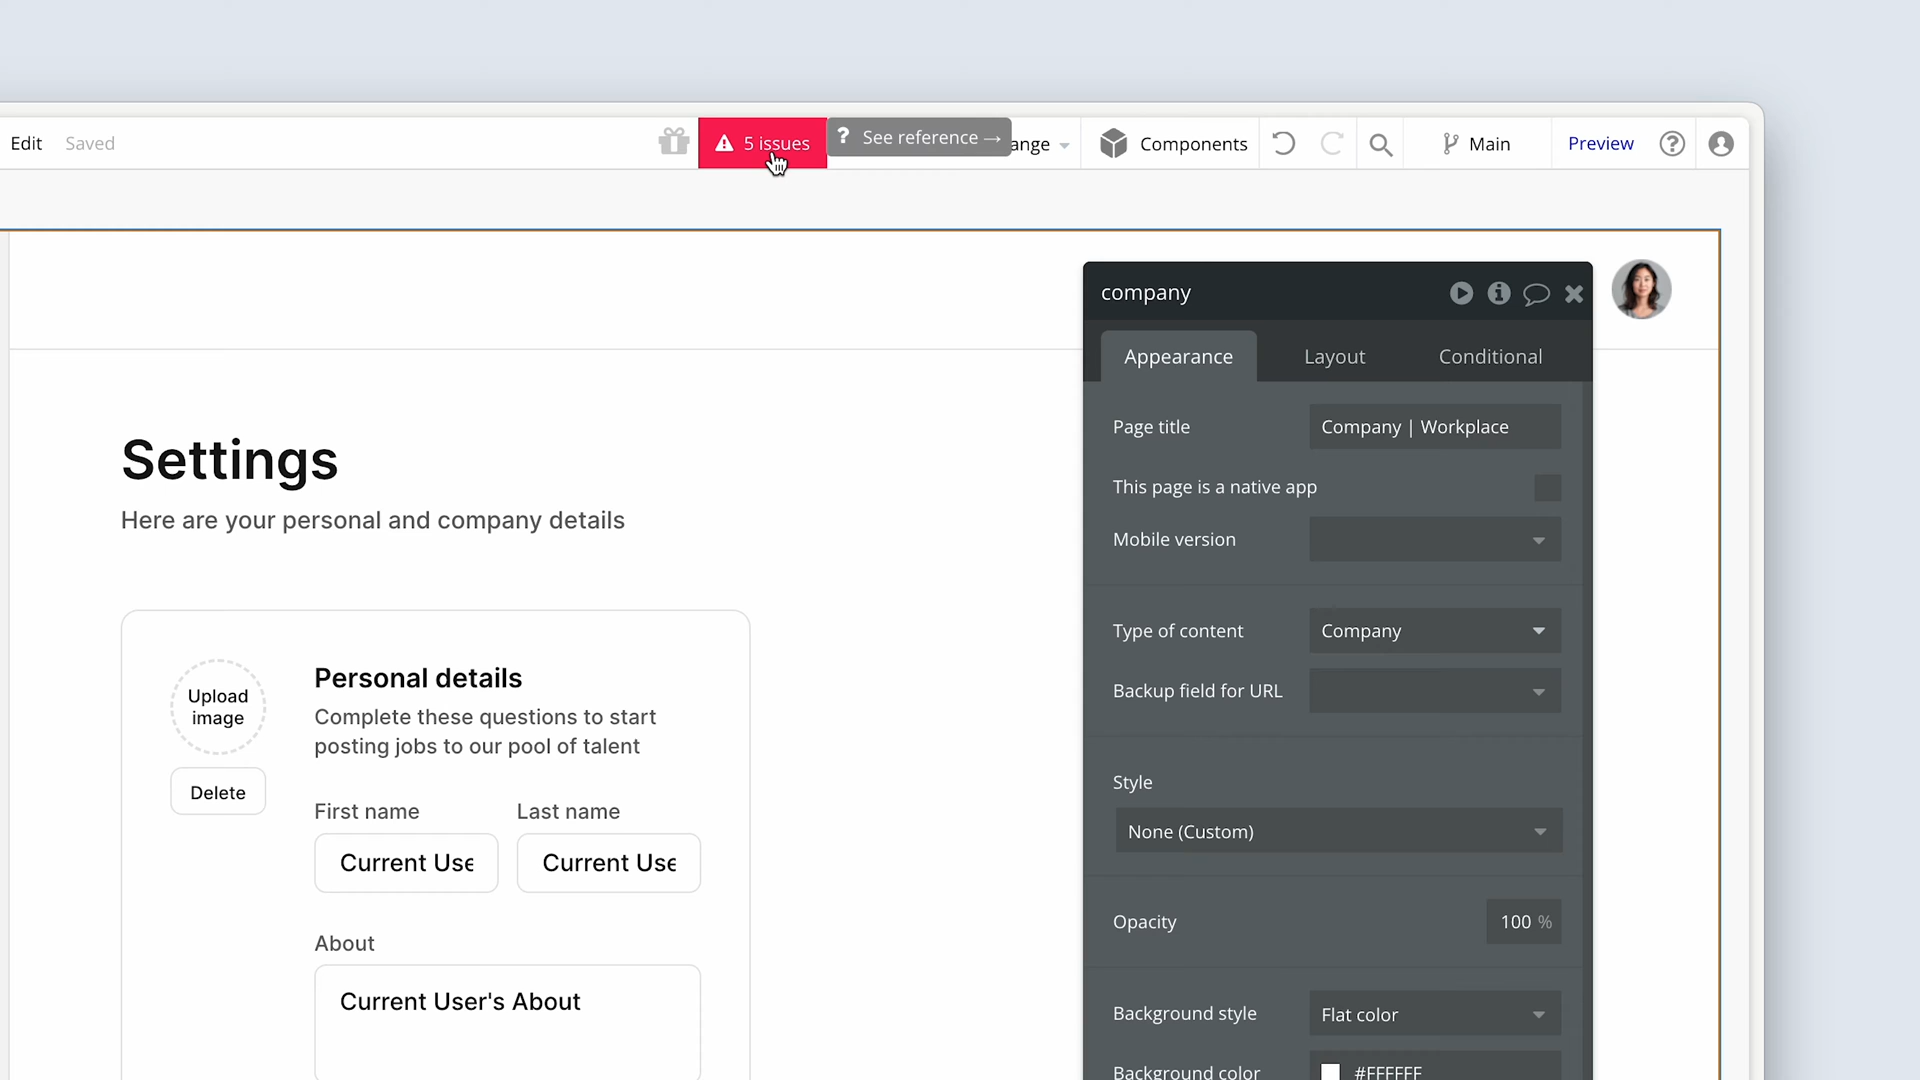 Edit
Saved
5 issues
? See reference →
ange
Components
Main
Preview
?
company
Appearance
Layout
Conditional
Page title
Company | Workplace
This page is a native app
Mobile version
Type of content
Company
Backup field for URL
Style
None (Custom)
Opacity
100 %
Background style
Flat color
Background color
#FFFFFF
Settings
Here are your personal and company details
Upload
image
Delete
Personal details
Complete these questions to start
posting jobs to our pool of talent
First name
Last name
Current Use
Current Use
About
Current User's About